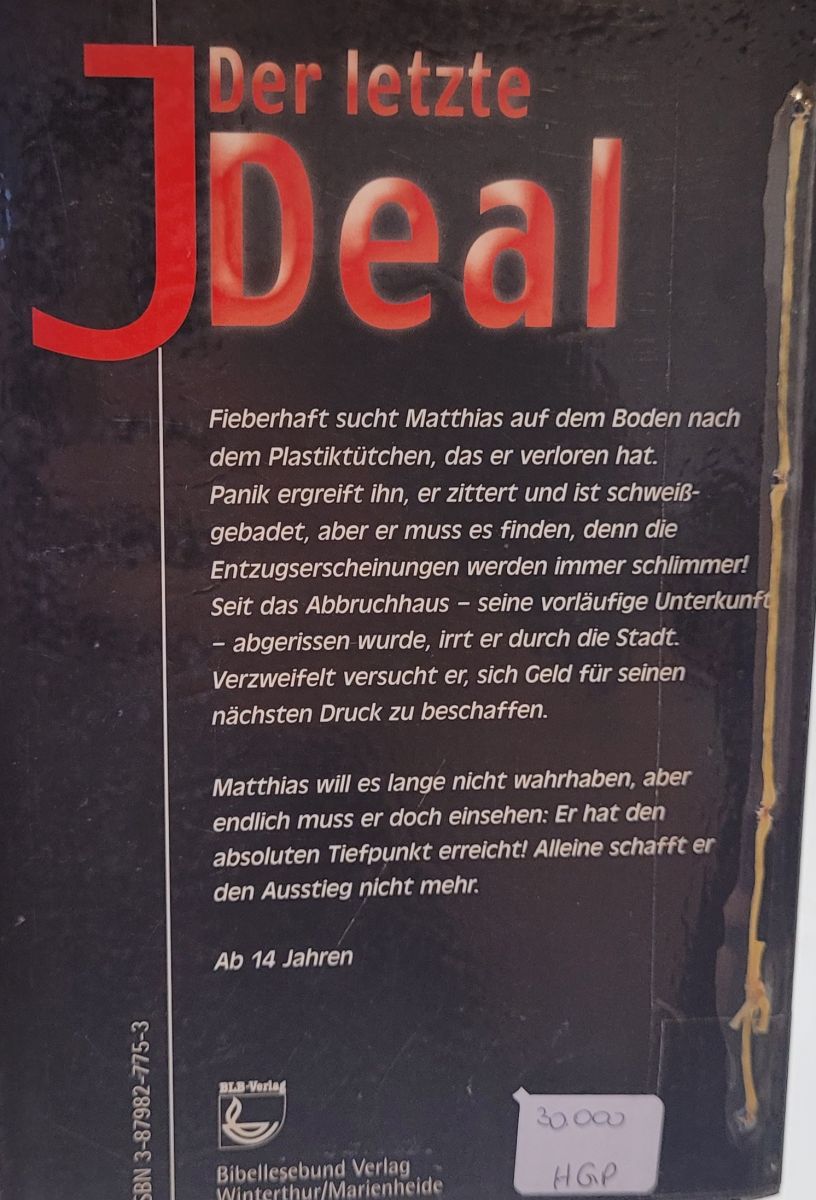 J
Der letzte
Deal
Fieberhaft sucht Matthias auf dem Boden nach
dem Plastiktütchen, das er verloren hat.
Panik ergreift ihn, er zittert und ist schweiß-
gebadet, aber er muss es finden, denn die
Entzugserscheinungen werden immer schlimmer!
Seit das Abbruchhaus – seine vorläufige Unterkunft
– abgerissen wurde, irrt er durch die Stadt.
Verzweifelt versucht er, sich Geld für seinen
nächsten Druck zu beschaffen.
Matthias will es lange nicht wahrhaben, aber
endlich muss er doch einsehen: Er hat den
absoluten Tiefpunkt erreicht! Alleine schafft er
den Ausstieg nicht mehr.
Ab 14 Jahren
SBN 3-87982-775-3
BLB-Verlag
Bibellesebund Verlag
Winterthur/Marienheide
30.000
HGP